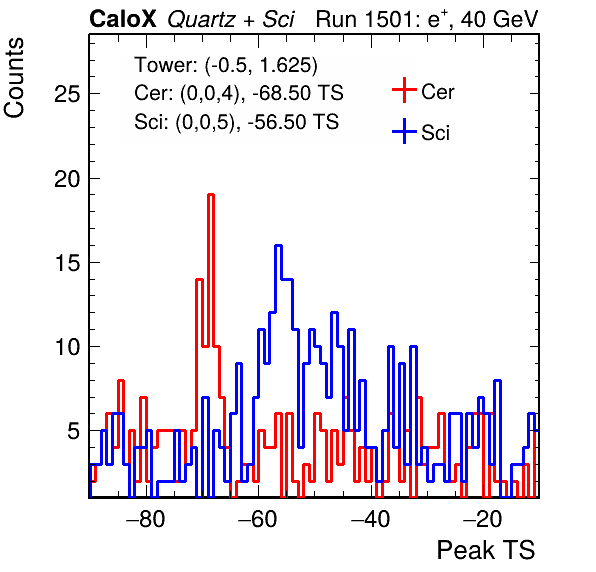 CaloX Quartz + Sci Run 1501: e⁺, 40 GeV
Counts
Tower: (-0.5, 1.625)
Cer: (0,0,4), -68.50 TS
Sci: (0,0,5), -56.50 TS
Cer
Sci
25
20
15
10
5
−80 −60 −40 −20
Peak TS